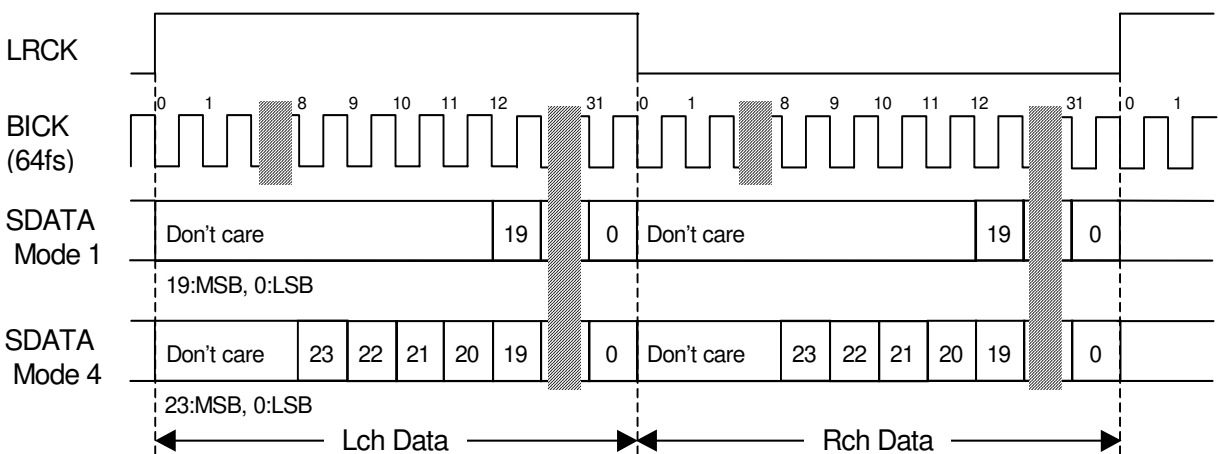 LRCK
0 1 8 9 10 11 12 31 0 1 8 9 10 11 12 31 0 1
BICK
(64fs)
SDATA
Mode 1
Don't care 19 0 Don't care 19 0
19:MSB, 0:LSB
SDATA
Mode 4
Don't care 23 22 21 20 19 0 Don't care 23 22 21 20 19 0
23:MSB, 0:LSB
Lch Data Rch Data